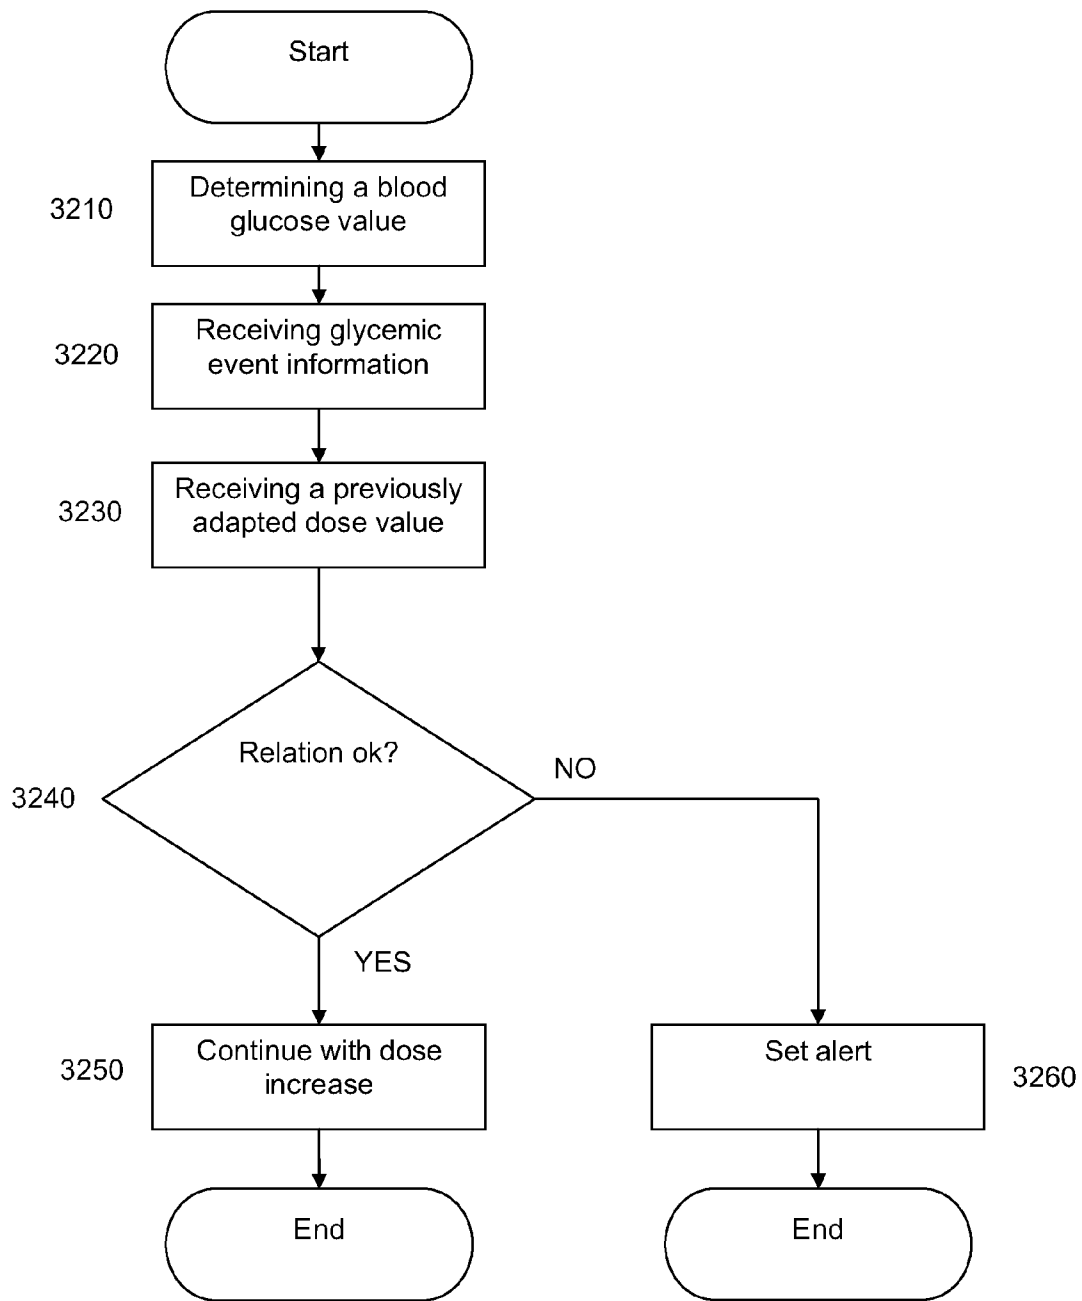 Start
3210
Determining a blood
glucose value
3220
Receiving glycemic
event information
3230
Receiving a previously
adapted dose value
3240
Relation ok?
NO
YES
3250
Continue with dose
increase
Set alert
3260
End
End